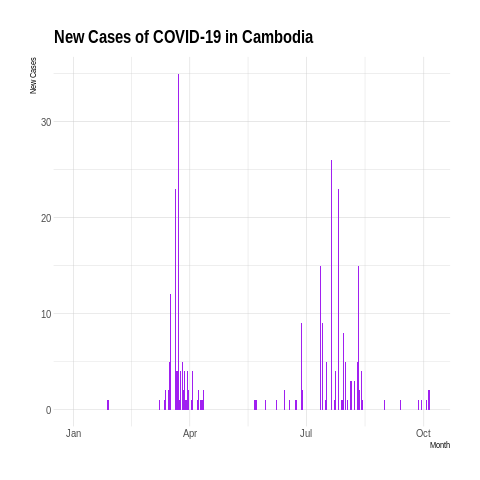 New Cases of COVID-19 in Cambodia
New Cases
30
20
10
0
Jan Apr Jul Oct
Month